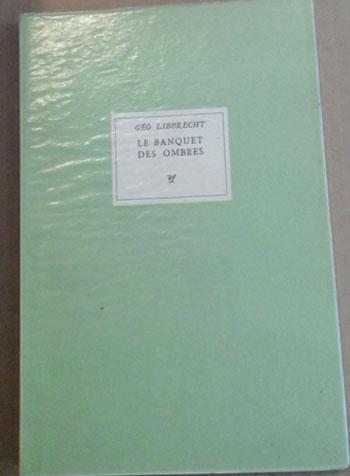 GÉO LIBBRECHT
LE BANQUET
DES OMBRES